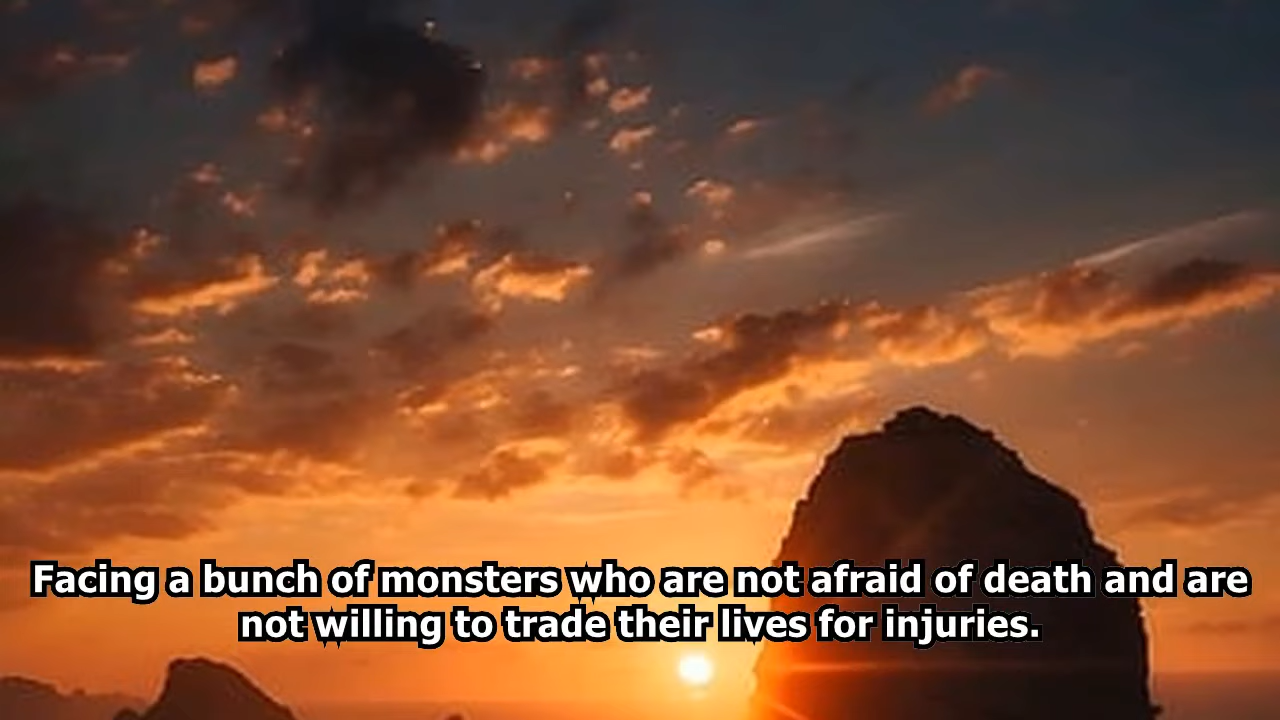 Facing a bunch of monsters who are not afraid of death and are
not willing to trade their lives for injuries.